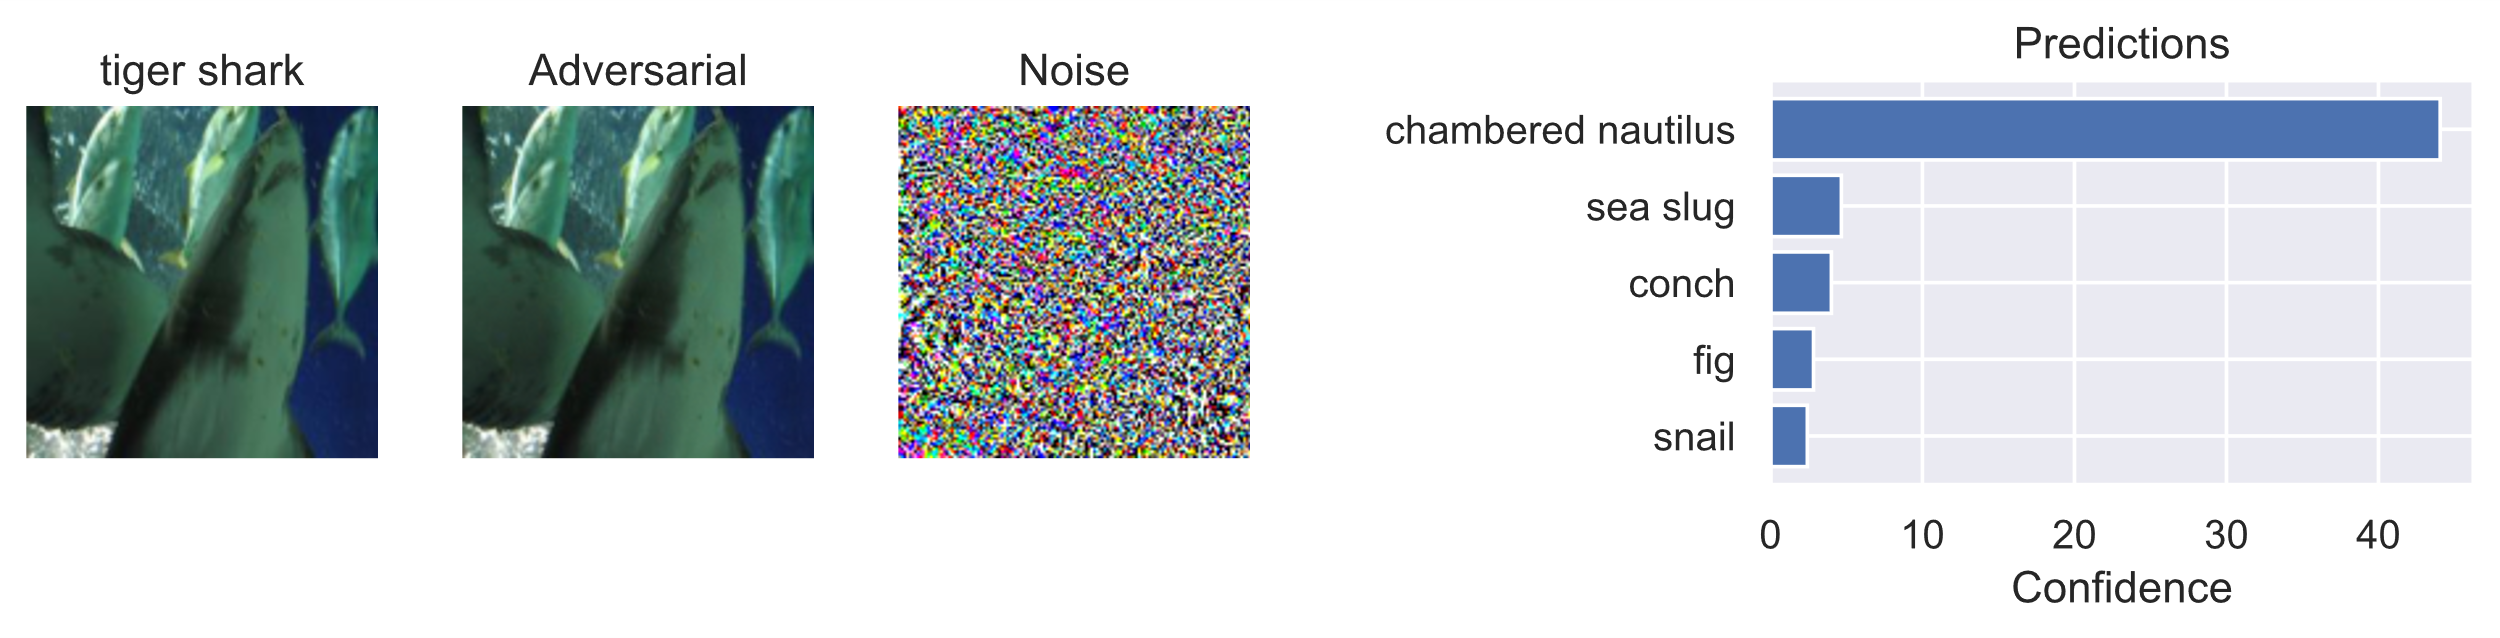 tiger shark
Adversarial
Noise
Predictions
chambered nautilus
sea slug
conch
fig
snail
0 10 20 30 40
Confidence